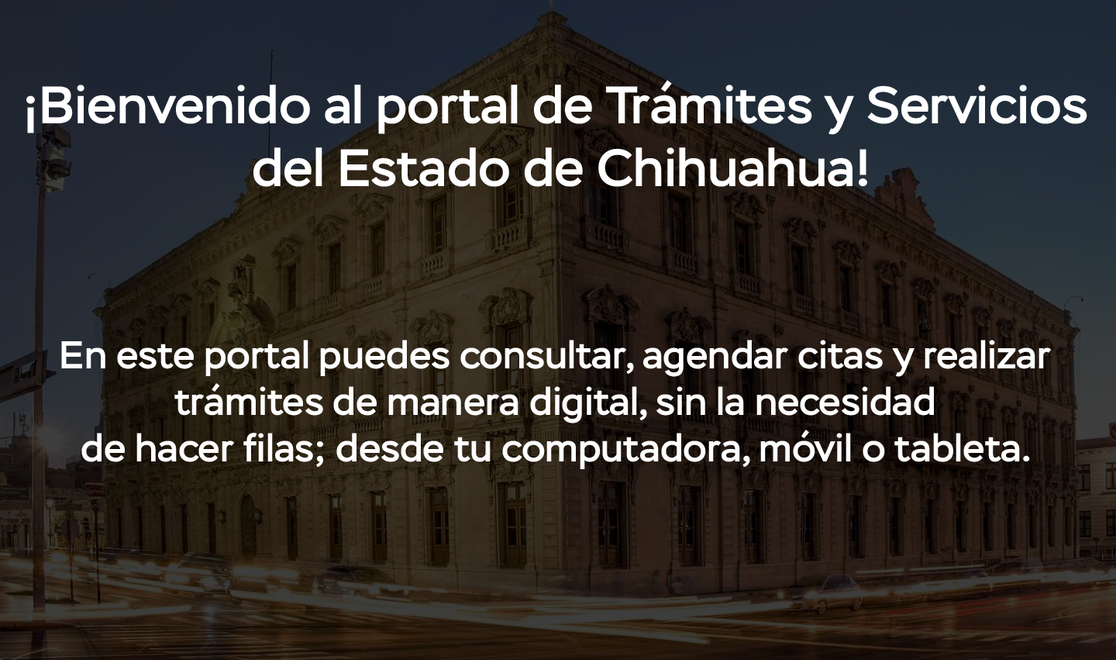 ¡Bienvenido al portal de Trámites y Servicios
del Estado de Chihuahua!
En este portal puedes consultar, agendar citas y realizar
trámites de manera digital, sin la necesidad
de hacer filas; desde tu computadora, móvil o tableta.